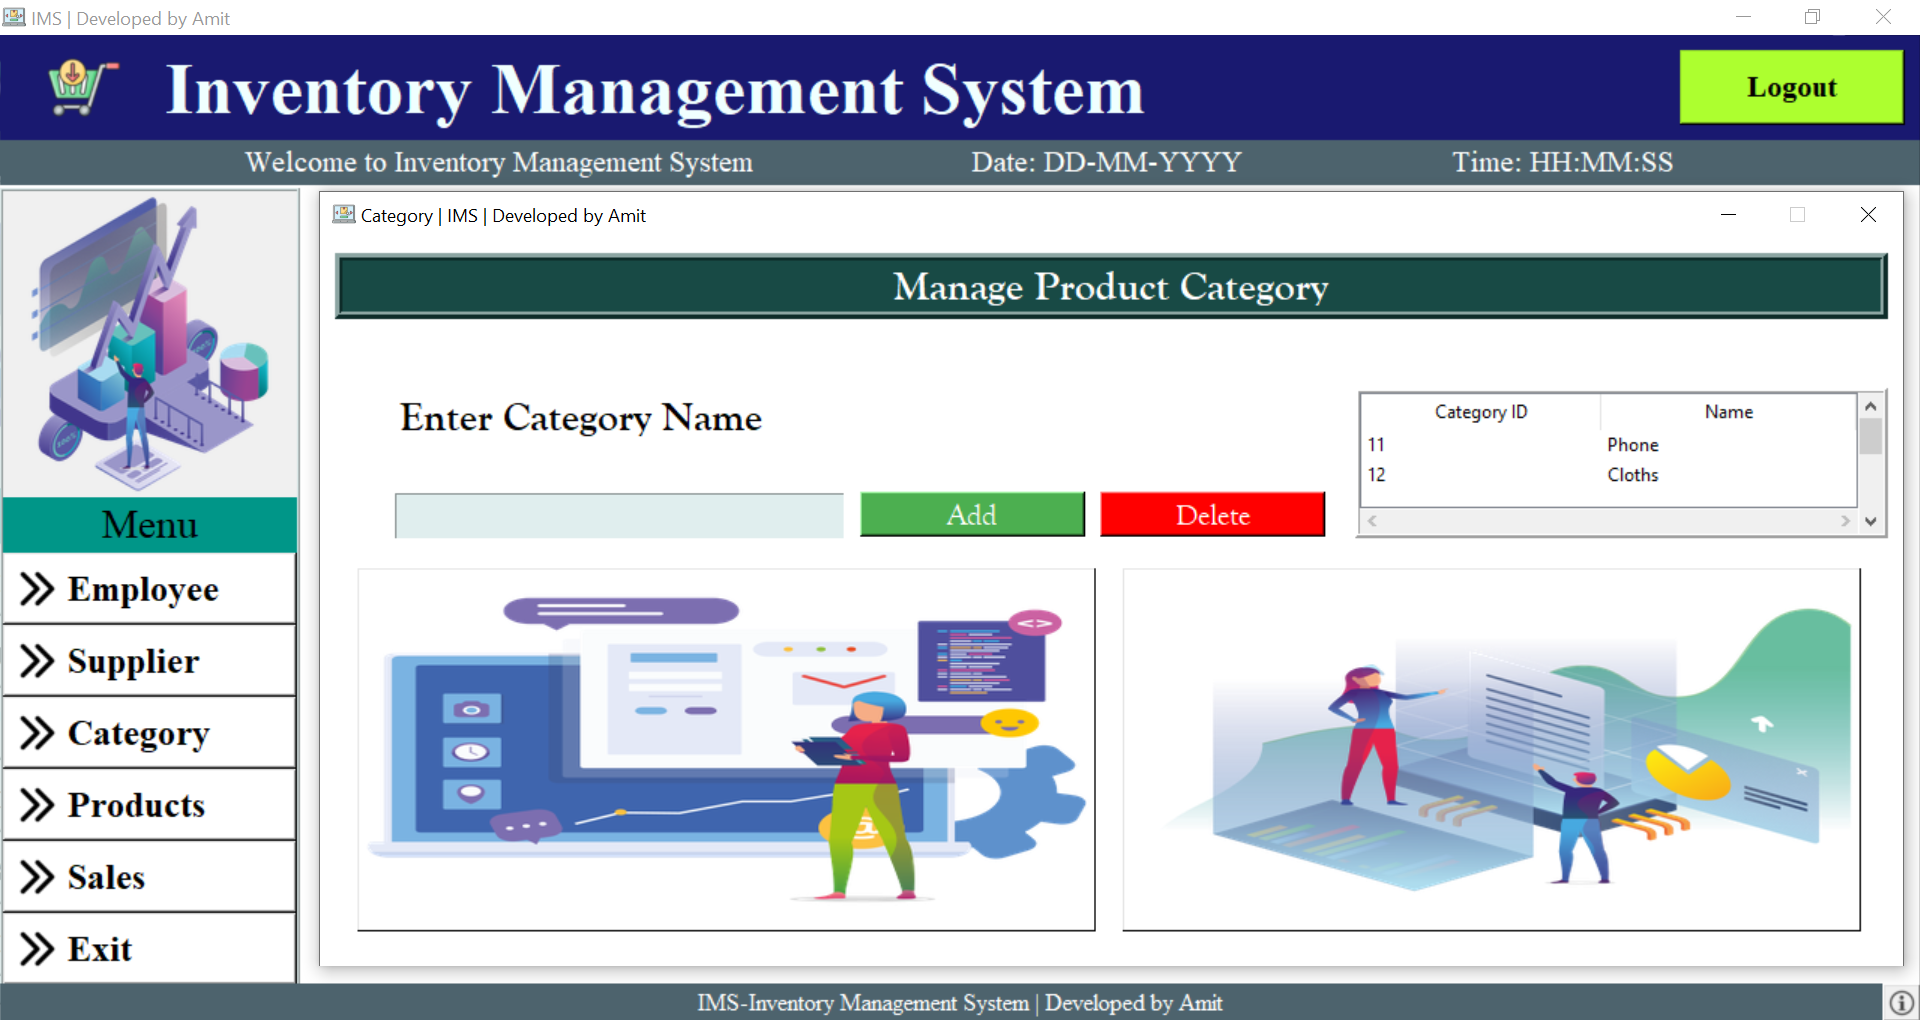 IMS | Developed by Amit
Inventory Management System
Logout
Welcome to Inventory Management System
Date: DD-MM-YYYY
Time: HH:MM:SS
Category | IMS | Developed by Amit
Manage Product Category
Enter Category Name
Add
Delete
Category ID Name
11 Phone
12 Cloths
Menu
Employee
Supplier
Category
Products
Sales
Exit
IMS-Inventory Management System | Developed by Amit